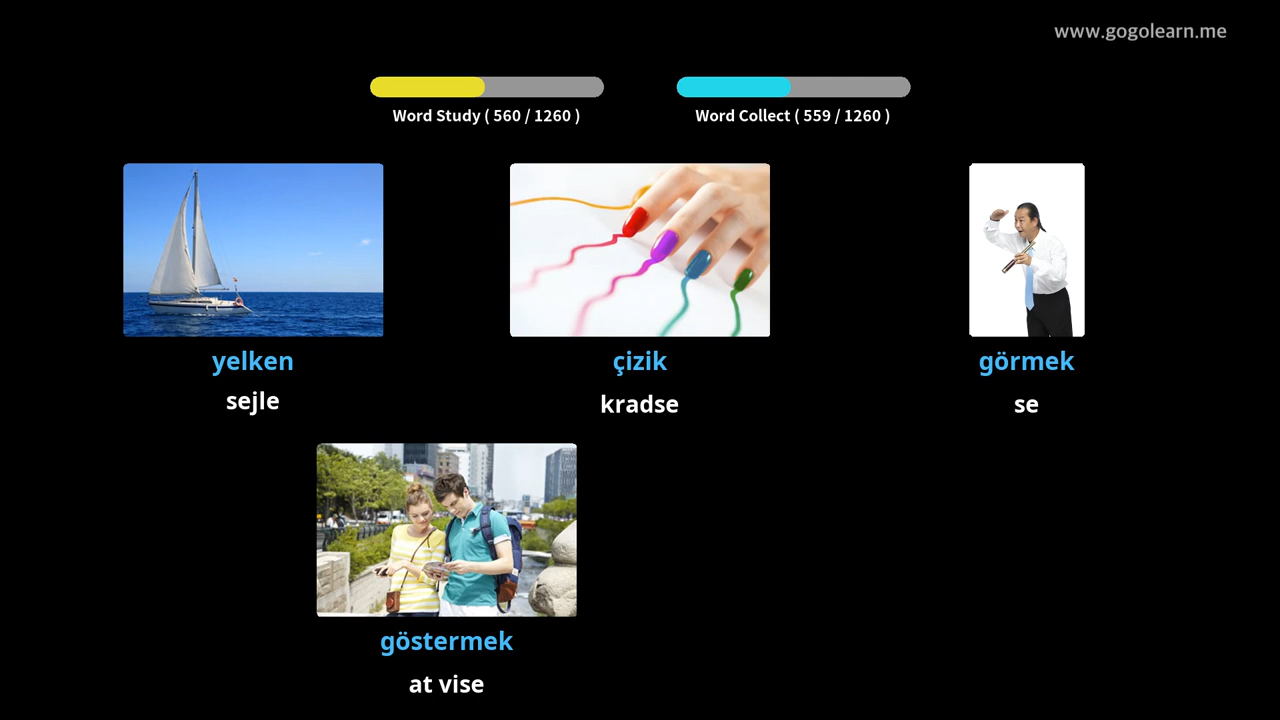 www.gogolearn.me
Word Study ( 560 / 1260 )
Word Collect ( 559 / 1260 )
yelken
sejle
çizik
kradse
görmek
se
göstermek
at vise